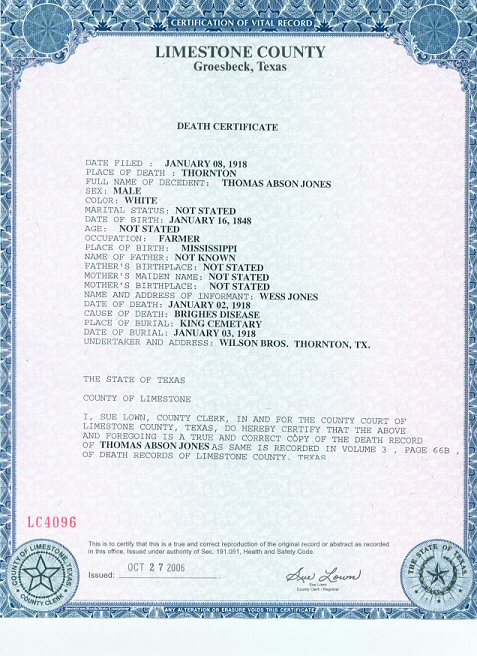 CERTIFICATION OF VITAL RECORD
LIMESTONE COUNTY
Groesbeck, Texas
DEATH CERTIFICATE
DATE FILED : JANUARY 08, 1918
PLACE OF DEATH : THORNTON
FULL NAME OF DECEDENT: THOMAS ABSON JONES
SEX: MALE
COLOR: WHITE
MARITAL STATUS: NOT STATED
DATE OF BIRTH: JANUARY 16, 1848
AGE: NOT STATED
OCCUPATION: FARMER
PLACE OF BIRTH: MISSISSIPPI
NAME OF FATHER: NOT KNOWN
FATHER'S BIRTHPLACE: NOT STATED
MOTHER'S MAIDEN NAME: NOT STATED
MOTHER'S BIRTHPLACE: NOT STATED
NAME AND ADDRESS OF INFORMANT: WESS JONES
DATE OF DEATH: JANUARY 02, 1918
CAUSE OF DEATH: BRIGHES DISEASE
PLACE OF BURIAL: KING CEMETARY
DATE OF BURIAL: JANUARY 03, 1918
UNDERTAKER AND ADDRESS: WILSON BROS. THORNTON, TX.
THE STATE OF TEXAS
COUNTY OF LIMESTONE
I, SUE LOWN, COUNTY CLERK, IN AND FOR THE COUNTY COURT OF
LIMESTONE COUNTY, TEXAS, DO HEREBY CERTIFY THAT THE ABOVE
AND FOREGOING IS A TRUE AND CORRECT COPY OF THE DEATH RECORD
OF THOMAS ABSON JONES AS SAME IS RECORDED IN VOLUME 3 , PAGE 66B ,
OF DEATH RECORDS OF LIMESTONE COUNTY, TEXAS
LC4096
This is to certify that this is a true and correct reproduction of the original record or abstract as recorded
in this office. Issued under authority of Sec. 191.051, Health and Safety Code.
Issued: OCT 27 2006
Sue Lown
Sue Lown
County Clerk / Registrar
COUNTY OF LIMESTONE, TEXAS
COUNTY CLERK
THE STATE OF TEXAS
ANY ALTERATION OR ERASURE VOIDS THIS CERTIFICATE